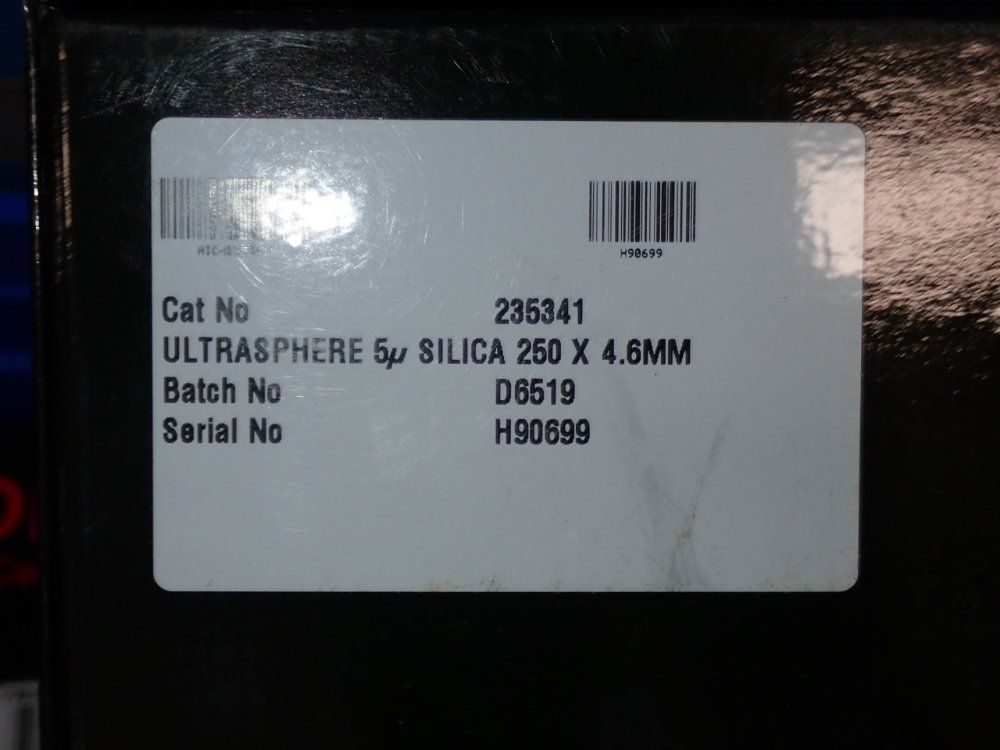 H90699
Cat No 235341
ULTRASPHERE 5µ SILICA 250 X 4.6MM
Batch No D6519
Serial No H90699